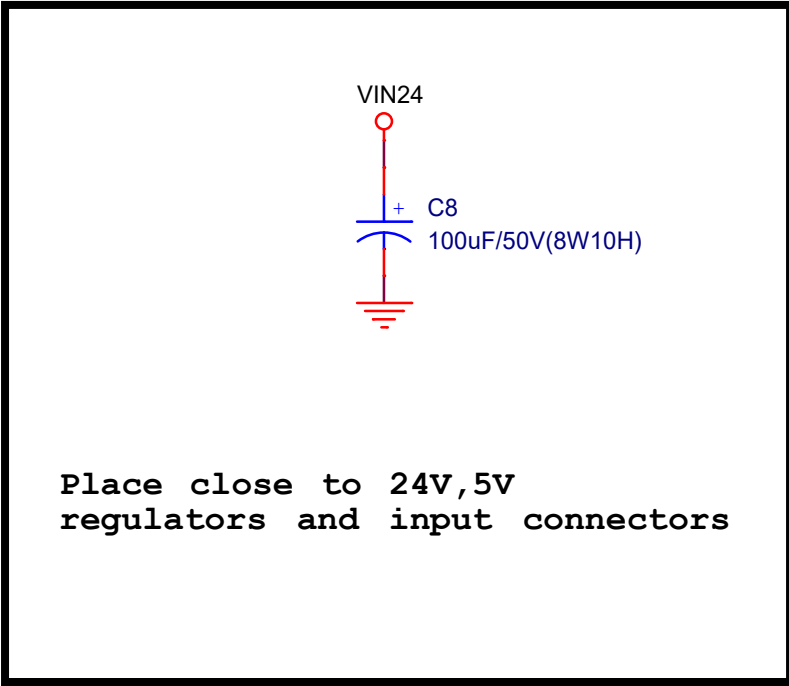 VIN24
+
C8
100uF/50V(8W10H)
Place close to 24V,5V
regulators and input connectors